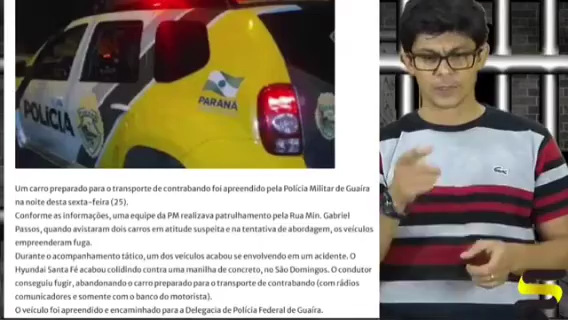 POLÍCIA
PARANÁ
Um carro preparado para o transporte de contrabando foi apreendido pela Polícia Militar de Guaíra
na noite desta sexta-feira (25).
Conforme as informações, uma equipe da PM realizava patrulhamento pela Rua Min. Gabriel
Passos, quando avistaram dois carros em atitude suspeita e na tentativa de abordagem, os veículos
empreenderam fuga.
Durante o acompanhamento tático, um dos veículos acabou se envolvendo em um acidente. O
Hyundai Santa Fé acabou colidindo contra uma manilha de concreto, no São Domingos. O condutor
conseguiu fugir, abandonando o carro preparado para o transporte de contrabando (com rádios
comunicadores e somente com o banco do motorista).
O veículo foi apreendido e encaminhado para a Delegacia de Polícia Federal de Guaíra.